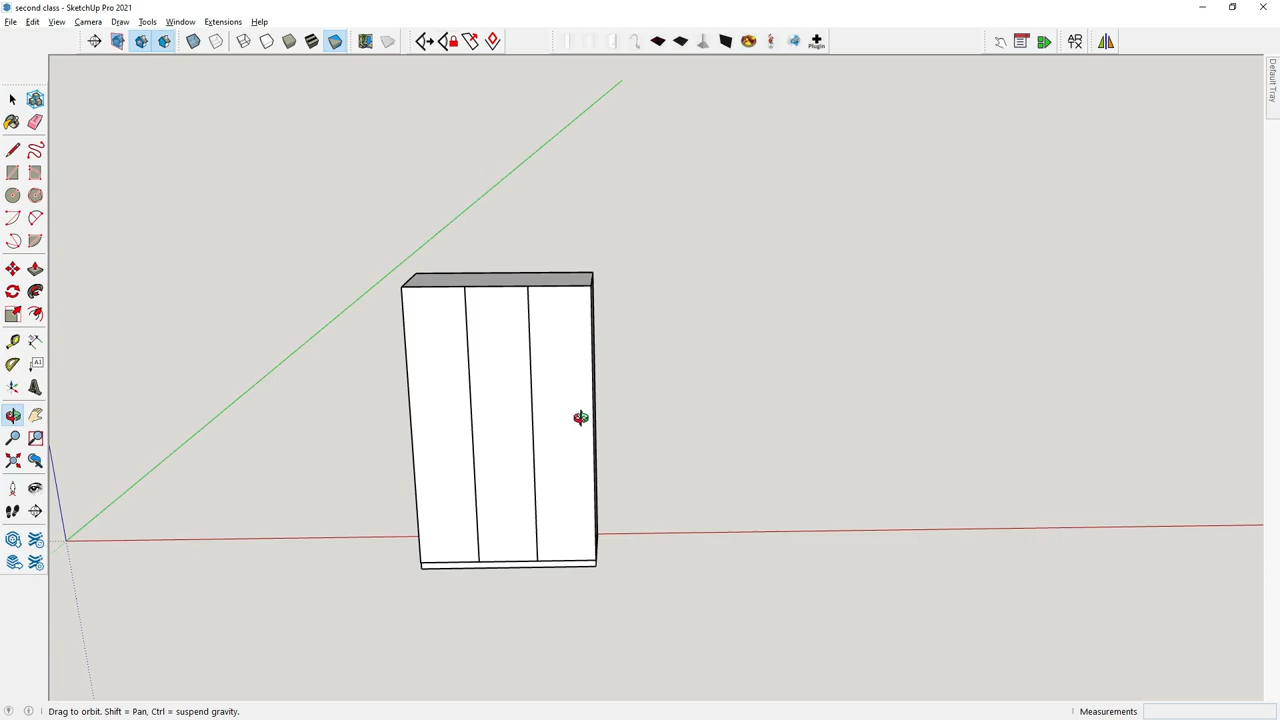 second class - SketchUp Pro 2021
File Edit View Camera Draw Tools Window Extensions Help
Plugin
Default Tray
Drag to orbit. Shift = Pan, Ctrl = suspend gravity.
Measurements